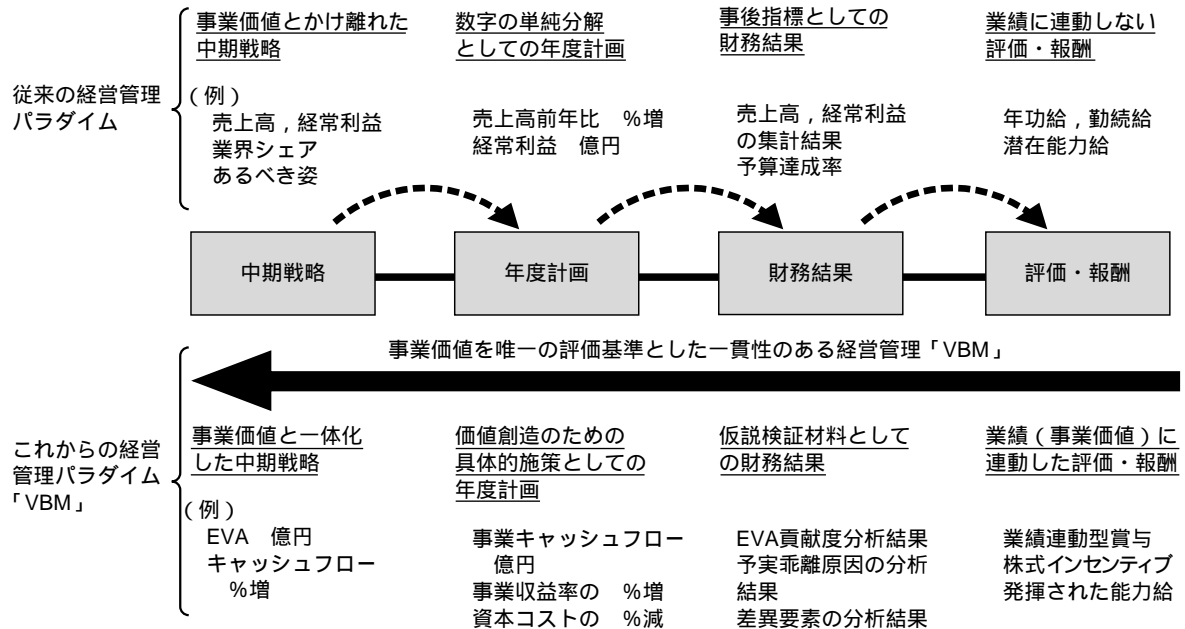 従来の経営管理
パラダイム
事業価値とかけ離れた
中期戦略
(例)
売上高,経常利益
業界シェア
あるべき姿
数字の単純分解
としての年度計画
売上高前年比 %増
経常利益 億円
事後指標としての
財務結果
売上高,経常利益
の集計結果
予算達成率
業績に連動しない
評価・報酬
年功給,勤続給
潜在能力給
中期戦略
年度計画
財務結果
評価・報酬
事業価値を唯一の評価基準とした一貫性のある経営管理「VBM」
これからの経営
管理パラダイム
「VBM」
事業価値と一体化
した中期戦略
(例)
EVA 億円
キャッシュフロー
%増
価値創造のための
具体的施策としての
年度計画
事業キャッシュフロー
億円
事業収益率の %増
資本コストの %減
仮説検証材料として
の財務結果
EVA貢献度分析結果
予実乖離原因の分析
結果
差異要素の分析結果
業績(事業価値)に
連動した評価・報酬
業績連動型賞与
株式インセンティブ
発揮された能力給